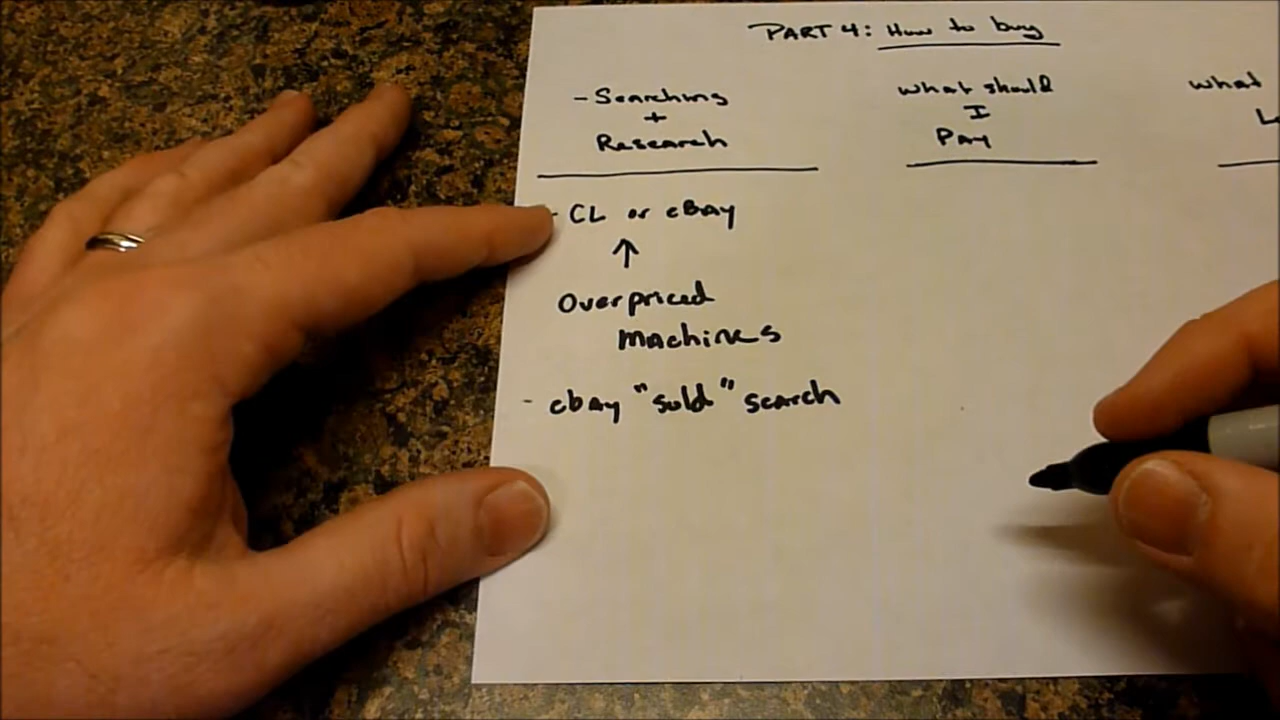 PART 4: How to buy
- Searching
+
Research
what should
I
Pay
what
- CL or eBay
↑
Overpriced
Machines
- ebay "sold" search